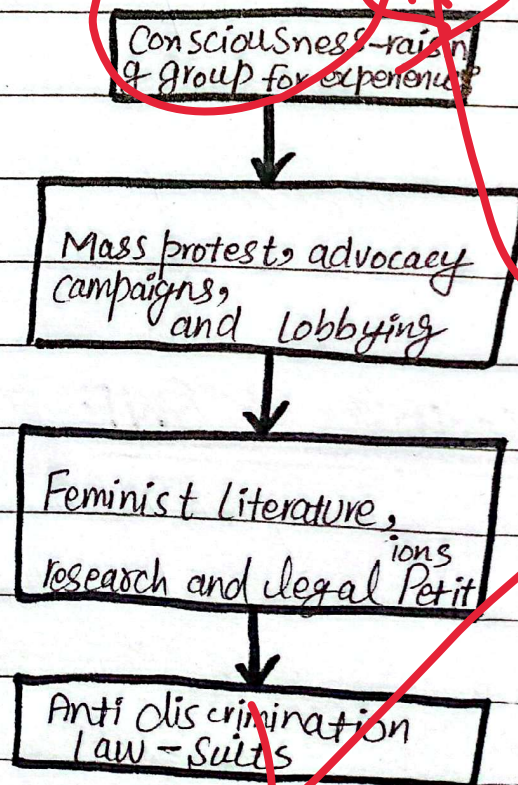 Consciousness-raisin
g group for experiences
Mass protest, advocacy
campaigns,
and lobbying
Feminist Literature,
ions
research and legal Petit
Anti discrimination
Law-Suits